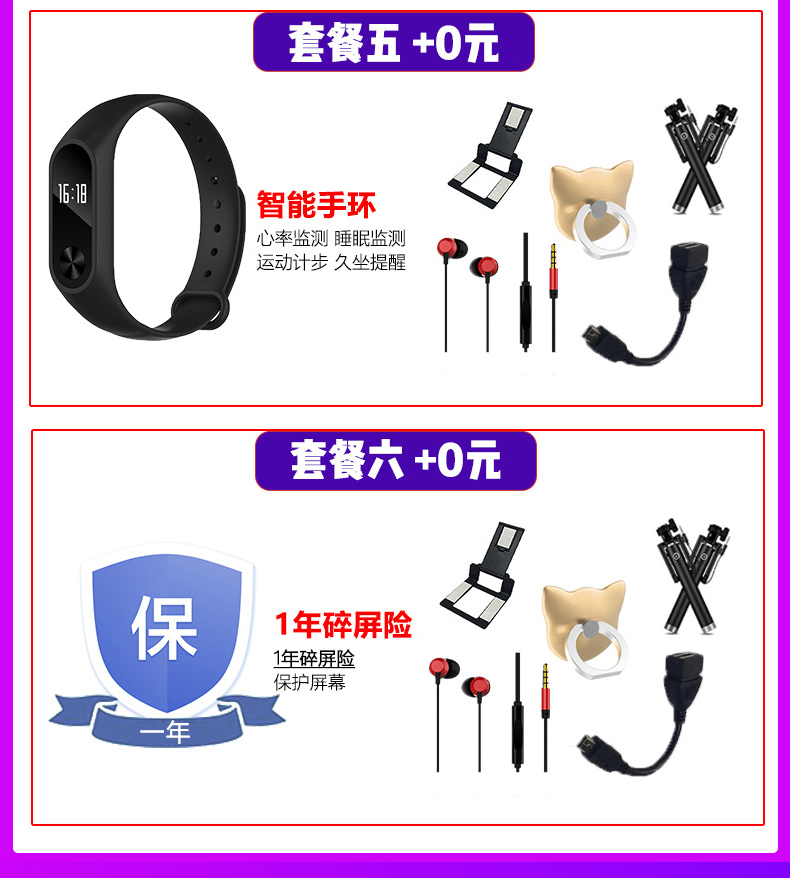 套餐五 +0元
16:18
智能手环
心率监测 睡眠监测
运动计步 久坐提醒
套餐六 +0元
保
一年
1年碎屏险
1年碎屏险
保护屏幕